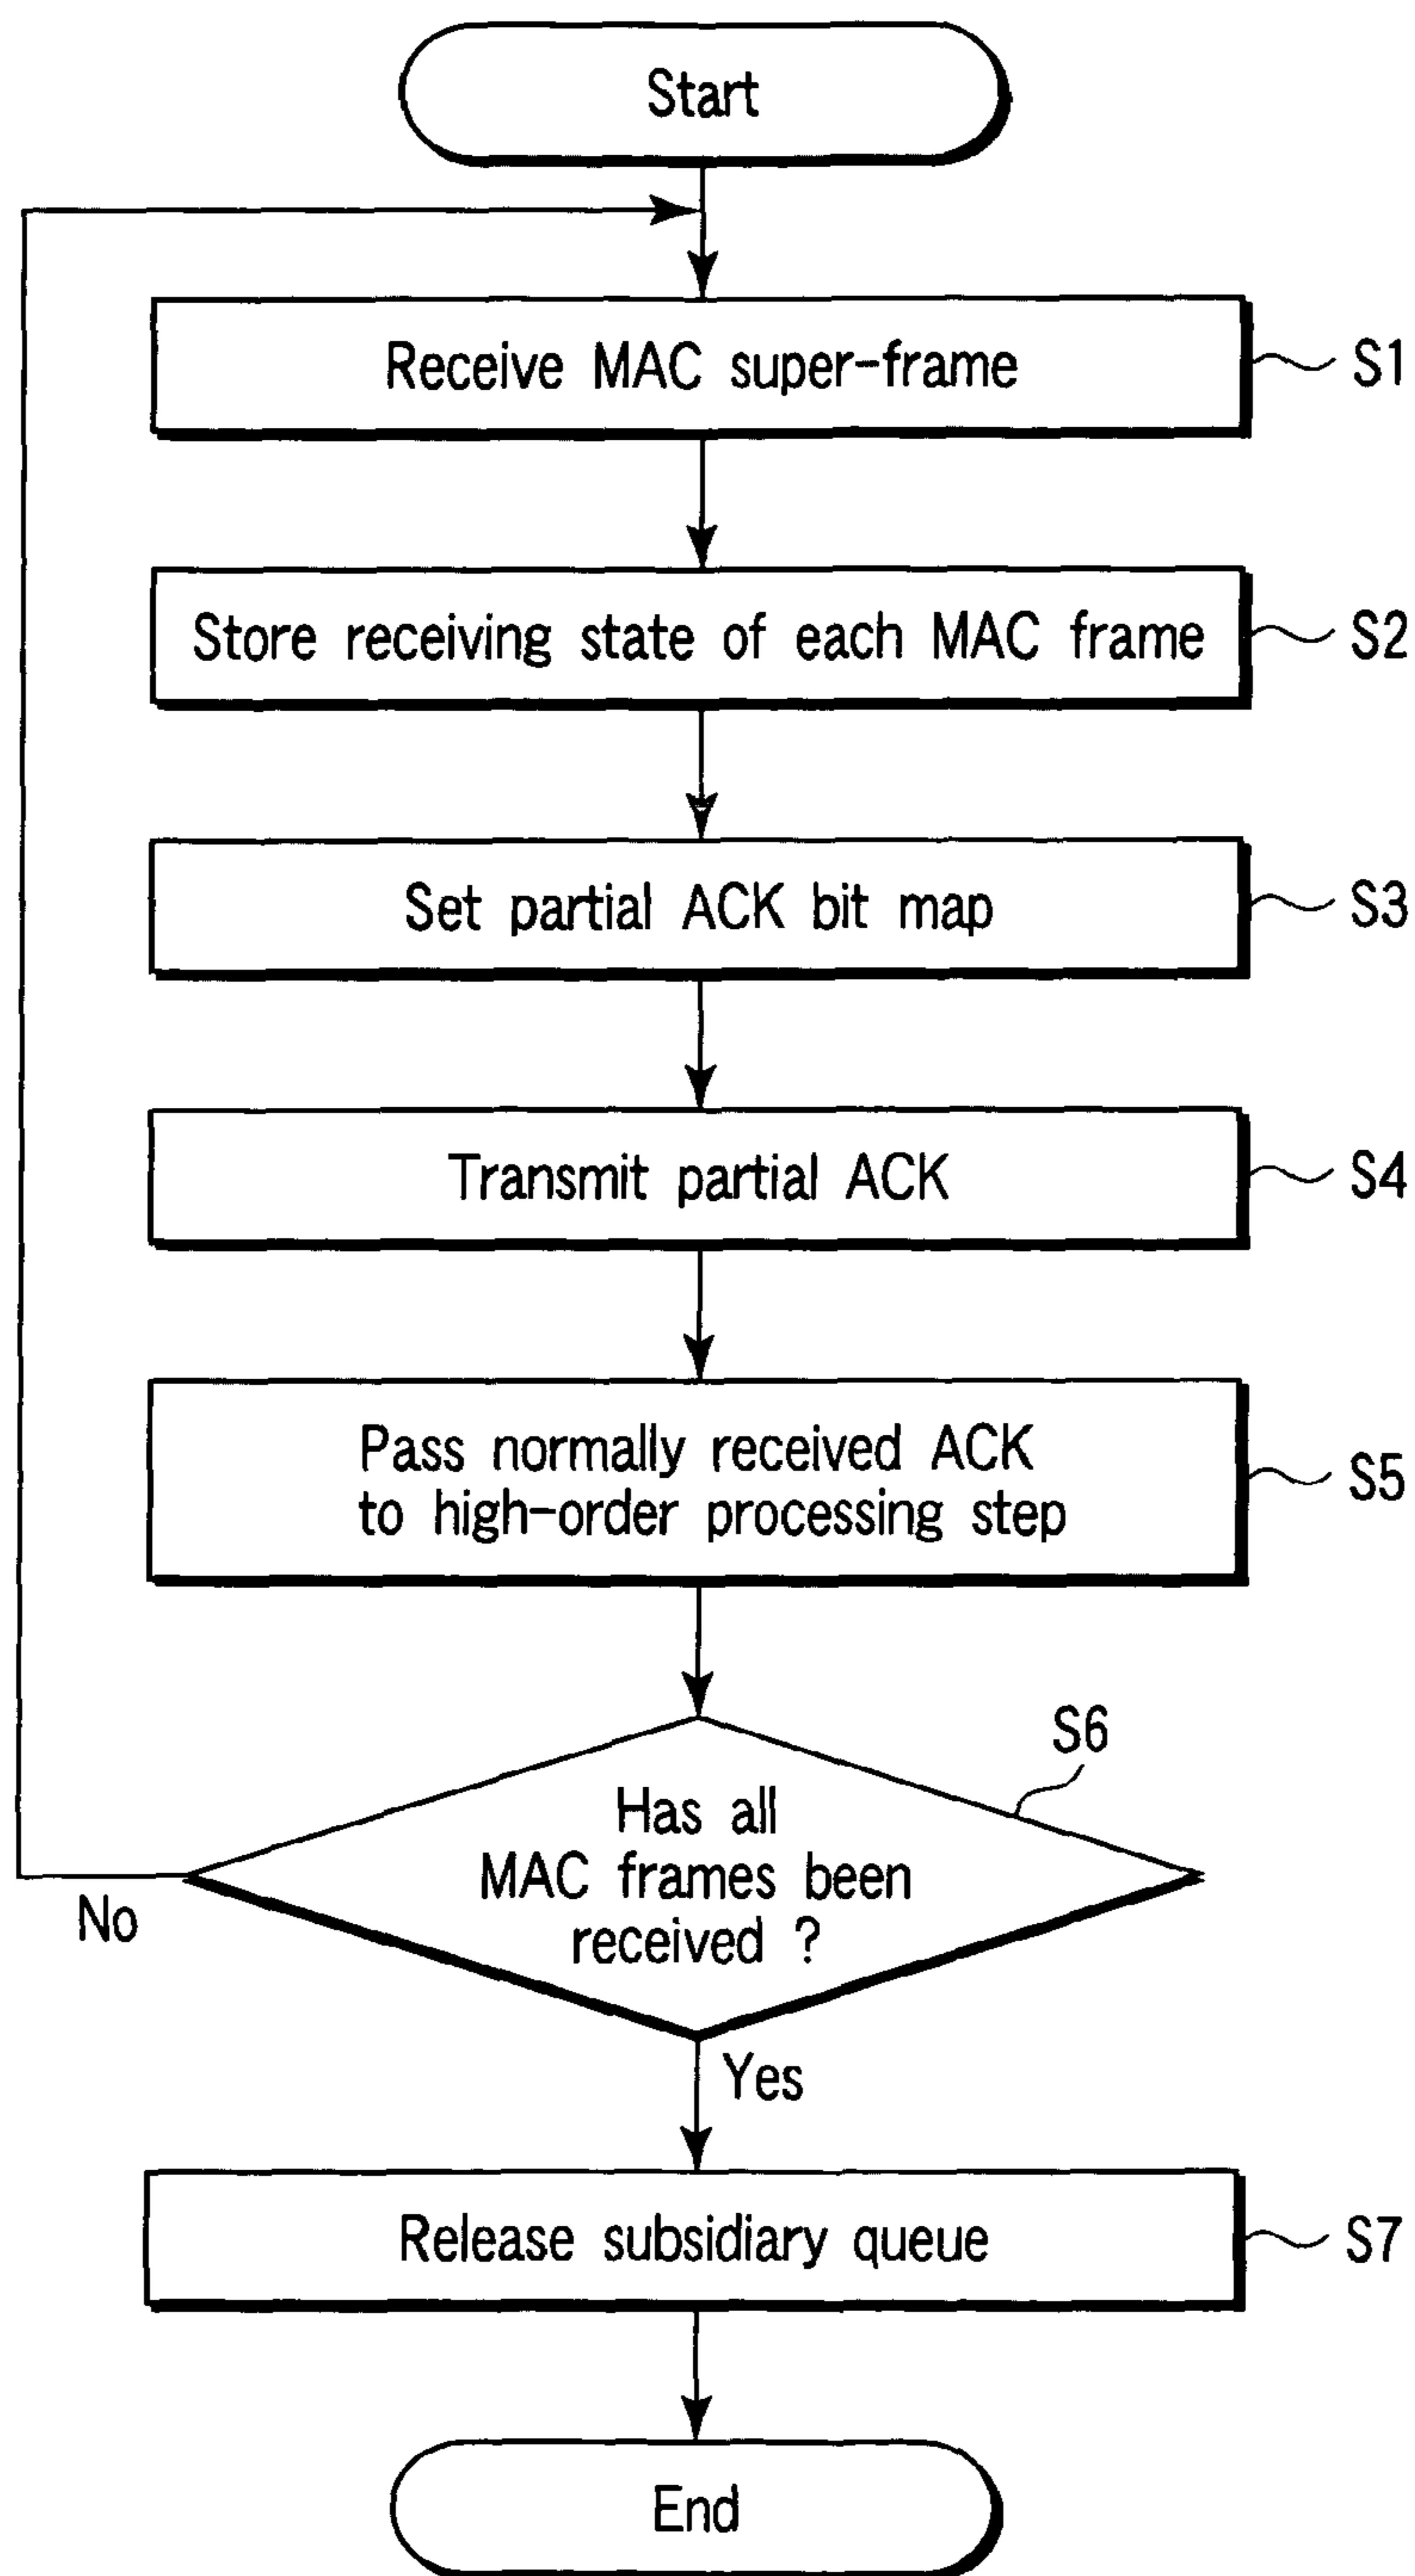 Start
Receive MAC super-frame
S1
Store receiving state of each MAC frame
S2
Set partial ACK bit map
S3
Transmit partial ACK
S4
Pass normally received ACK
to high-order processing step
S5
S6
Has all
MAC frames been
received ?
No
Yes
Release subsidiary queue
S7
End